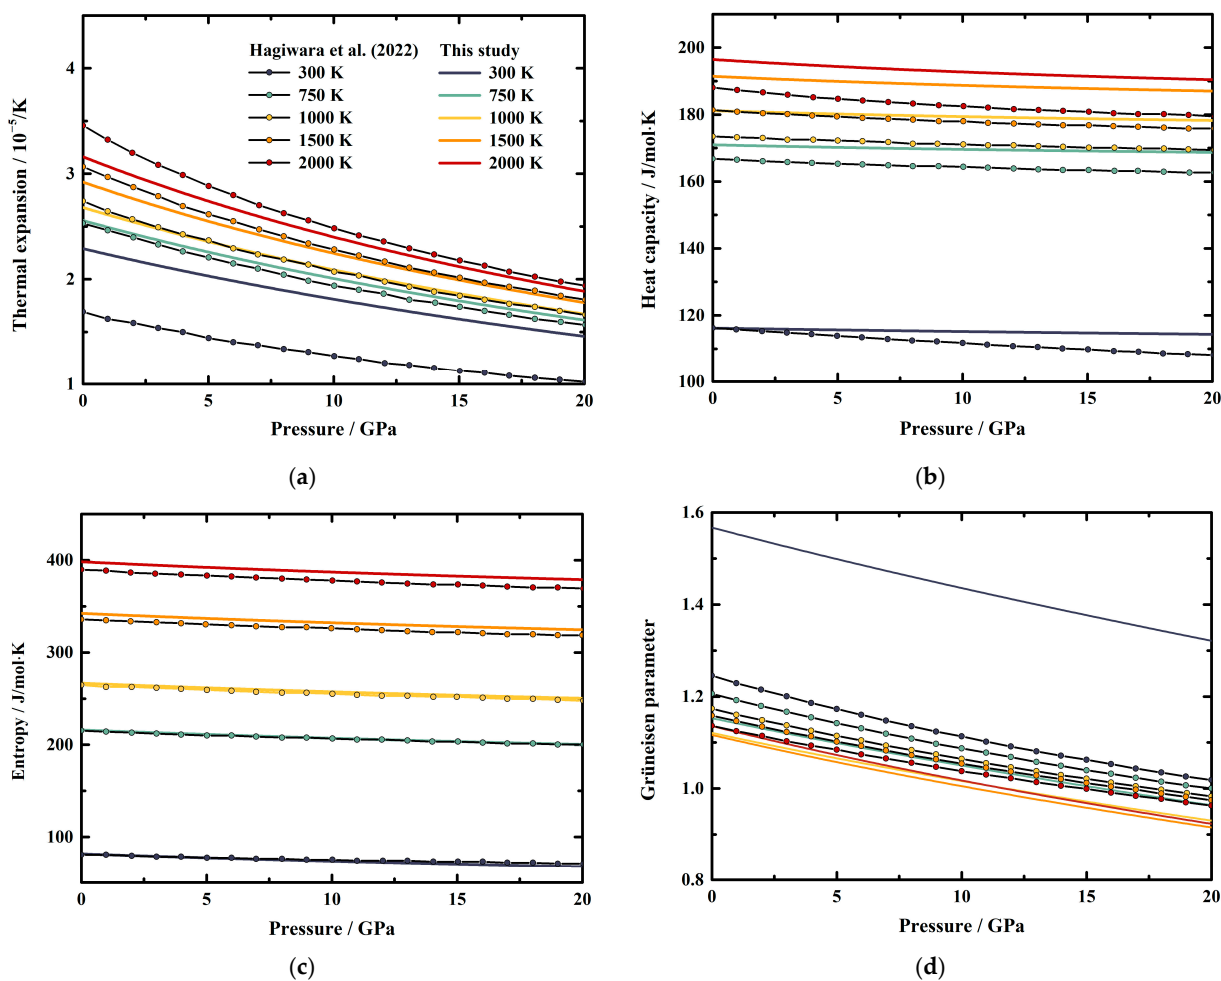 Hagiwara et al. (2022) This study
300 K 300 K
750 K 750 K
1000 K 1000 K
1500 K 1500 K
2000 K 2000 K
Thermal expansion / 10⁻⁵/K
4
3
2
1
0 5 10 15 20
Pressure / GPa
(a)
Heat capacity / J/mol·K
200
180
160
140
120
100
0 5 10 15 20
Pressure / GPa
(b)
Entropy / J/mol·K
400
300
200
100
0 5 10 15 20
Pressure / GPa
(c)
Grüneisen parameter
1.6
1.4
1.2
1.0
0.8
0 5 10 15 20
Pressure / GPa
(d)